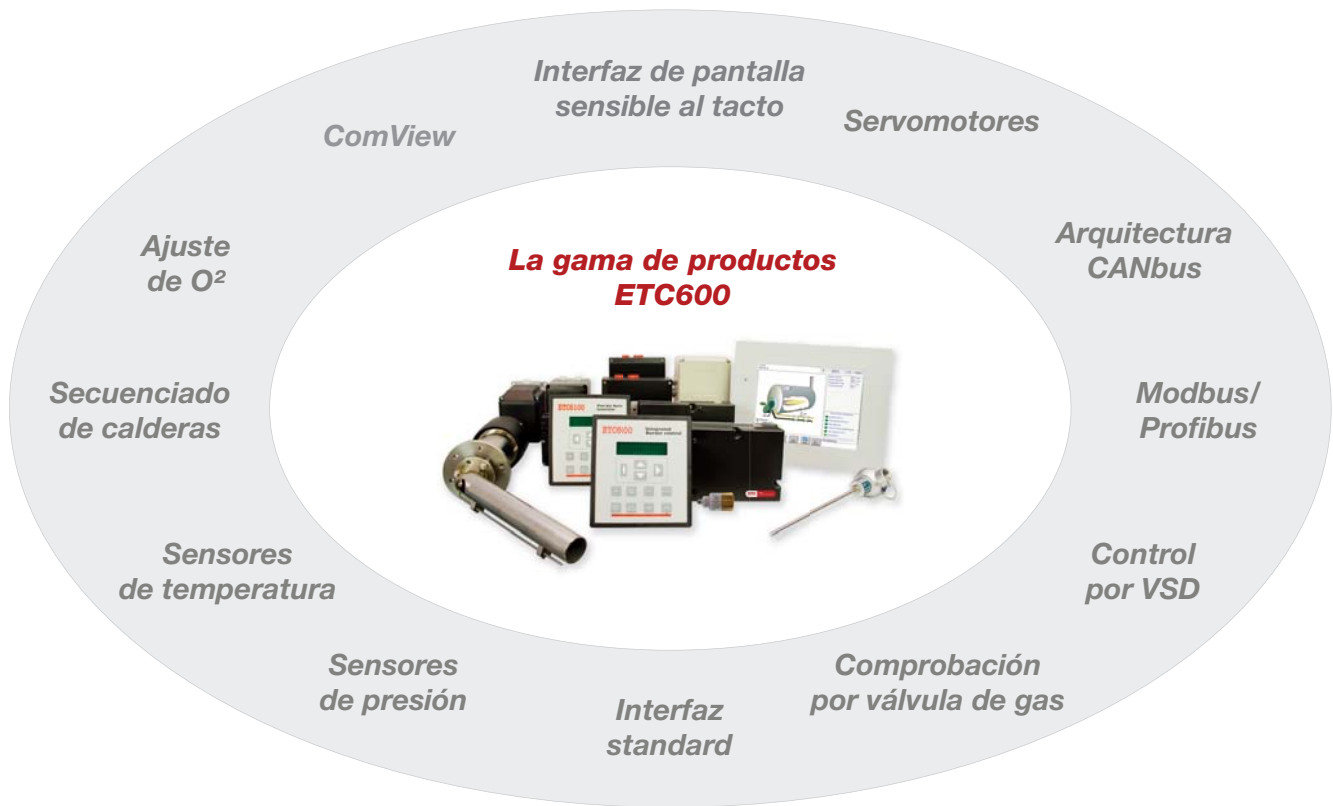 Interfaz de pantalla
sensible al tacto
Servomotores
ComView
Arquitectura
CANbus
Ajuste
de O²
La gama de productos
ETC600
Modbus/
Profibus
Secuenciado
de calderas
Control
por VSD
Sensores
de temperatura
Comprobación
por válvula de gas
Sensores
de presión
Interfaz
standard